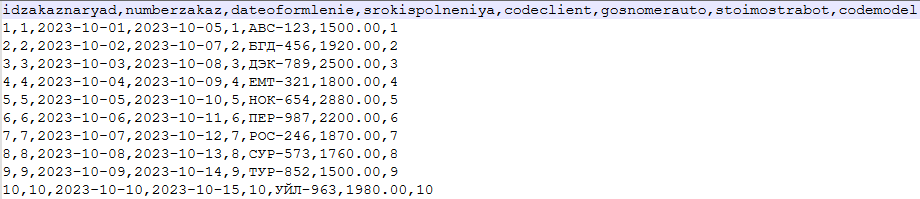 idzakaznaryad,numberzakaz,dateoformlenie,srokispolneniya,codeclient,gosnomerauto,stoimostrabot,codemodel
1,1,2023-10-01,2023-10-05,1,АВС-123,1500.00,1
2,2,2023-10-02,2023-10-07,2,БГД-456,1920.00,2
3,3,2023-10-03,2023-10-08,3,ДЭК-789,2500.00,3
4,4,2023-10-04,2023-10-09,4,ЕМТ-321,1800.00,4
5,5,2023-10-05,2023-10-10,5,НОК-654,2880.00,5
6,6,2023-10-06,2023-10-11,6,ПЕР-987,2200.00,6
7,7,2023-10-07,2023-10-12,7,РОС-246,1870.00,7
8,8,2023-10-08,2023-10-13,8,СУР-573,1760.00,8
9,9,2023-10-09,2023-10-14,9,ТУР-852,1500.00,9
10,10,2023-10-10,2023-10-15,10,УЙЛ-963,1980.00,10